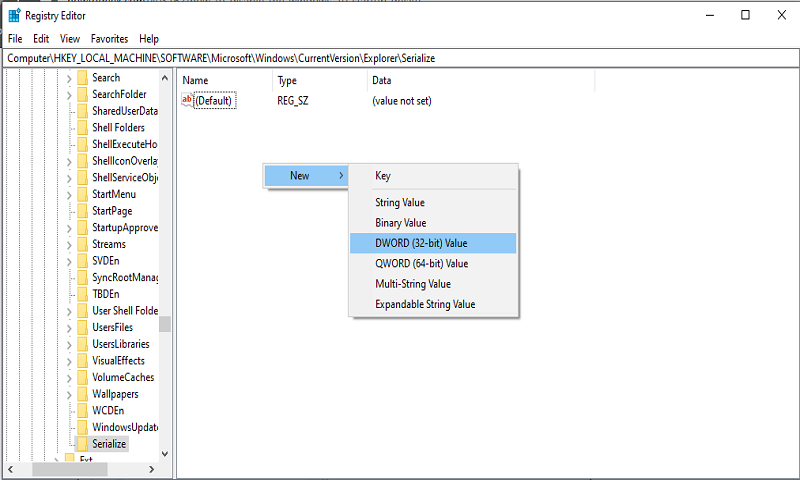 Registry Editor
File Edit View Favorites Help
Computer\HKEY_LOCAL_MACHINE\SOFTWARE\Microsoft\Windows\CurrentVersion\Explorer\Serialize
Search
SearchFolder
SharedUserData
Shell Folders
ShellExecuteHo
ShellIconOverlay
ShellServiceObj
StartMenu
StartPage
StartupApprove
Streams
SVDEn
SyncRootManag
TBDEn
User Shell Folde
UsersFiles
UsersLibraries
VisualEffects
VolumeCaches
Wallpapers
WCDEn
WindowsUpdate
Serialize
Ext
Name Type Data
ab (Default) REG_SZ (value not set)
New
Key
String Value
Binary Value
DWORD (32-bit) Value
QWORD (64-bit) Value
Multi-String Value
Expandable String Value